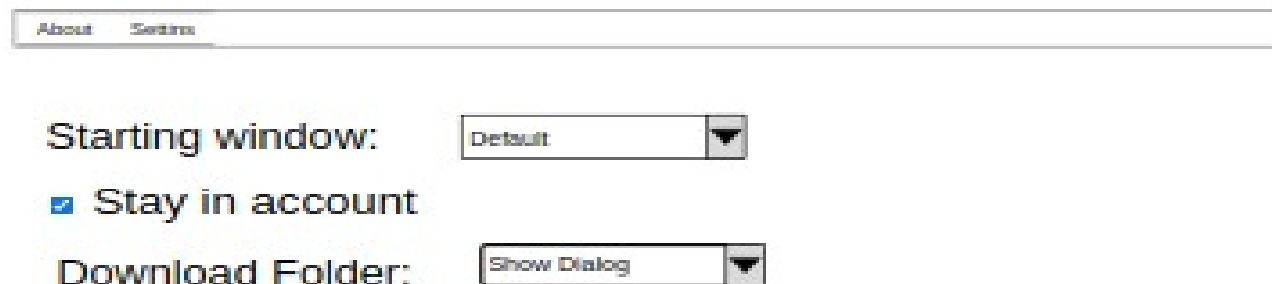 About Settins
Starting window: Default
Stay in account
Download Folder: Show Dialog